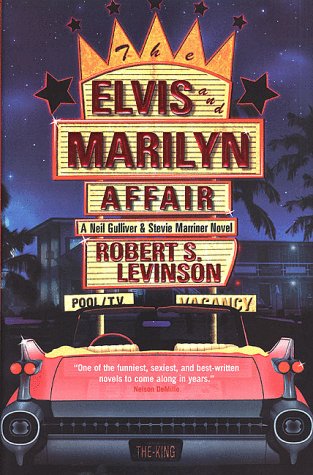 The
ELVIS and
MARILYN
AFFAIR
A Neil Gulliver & Stevie Marriner Novel
ROBERT S.
LEVINSON
POOL/T.V. VACANCY
"One of the funniest, sexiest, and best-written
novels to come along in years."
Nelson DeMille
THE-KING